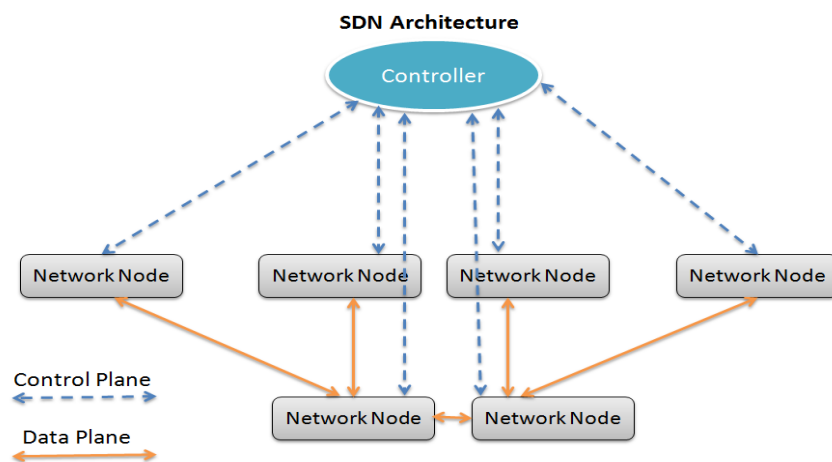 SDN Architecture
Controller
Network Node
Network Node
Network Node
Network Node
Control Plane
Network Node
Network Node
Data Plane